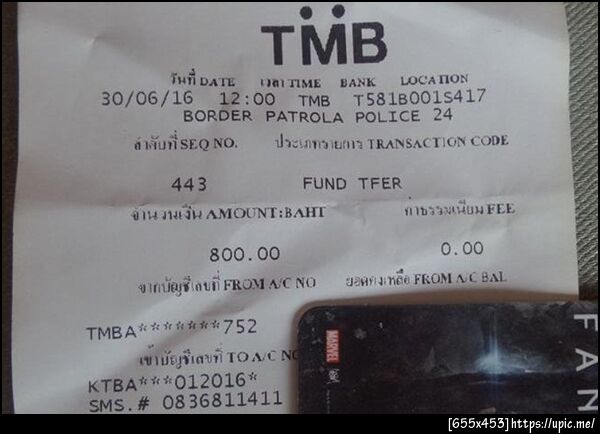 TMB
วันที่ DATE เวลา TIME BANK LOCATION
30/06/16 12:00 TMB T581B001S417
BORDER PATROLA POLICE 24
ลำดับที่ SEQ NO. ประเภทรายการ TRANSACTION CODE
443 FUND TFER
จำนวนเงิน AMOUNT:BAHT ค่าธรรมเนียม FEE
800.00 0.00
จากบัญชีเลขที่ FROM A/C NO ยอดคงเหลือ FROM A/C BAL
TMBA*******752
เข้าบัญชีเลขที่ TO A/C NO
KTBA***012016*
SMS.# 0836811411
MARVEL
FAN
[655x453]https://upic.me/